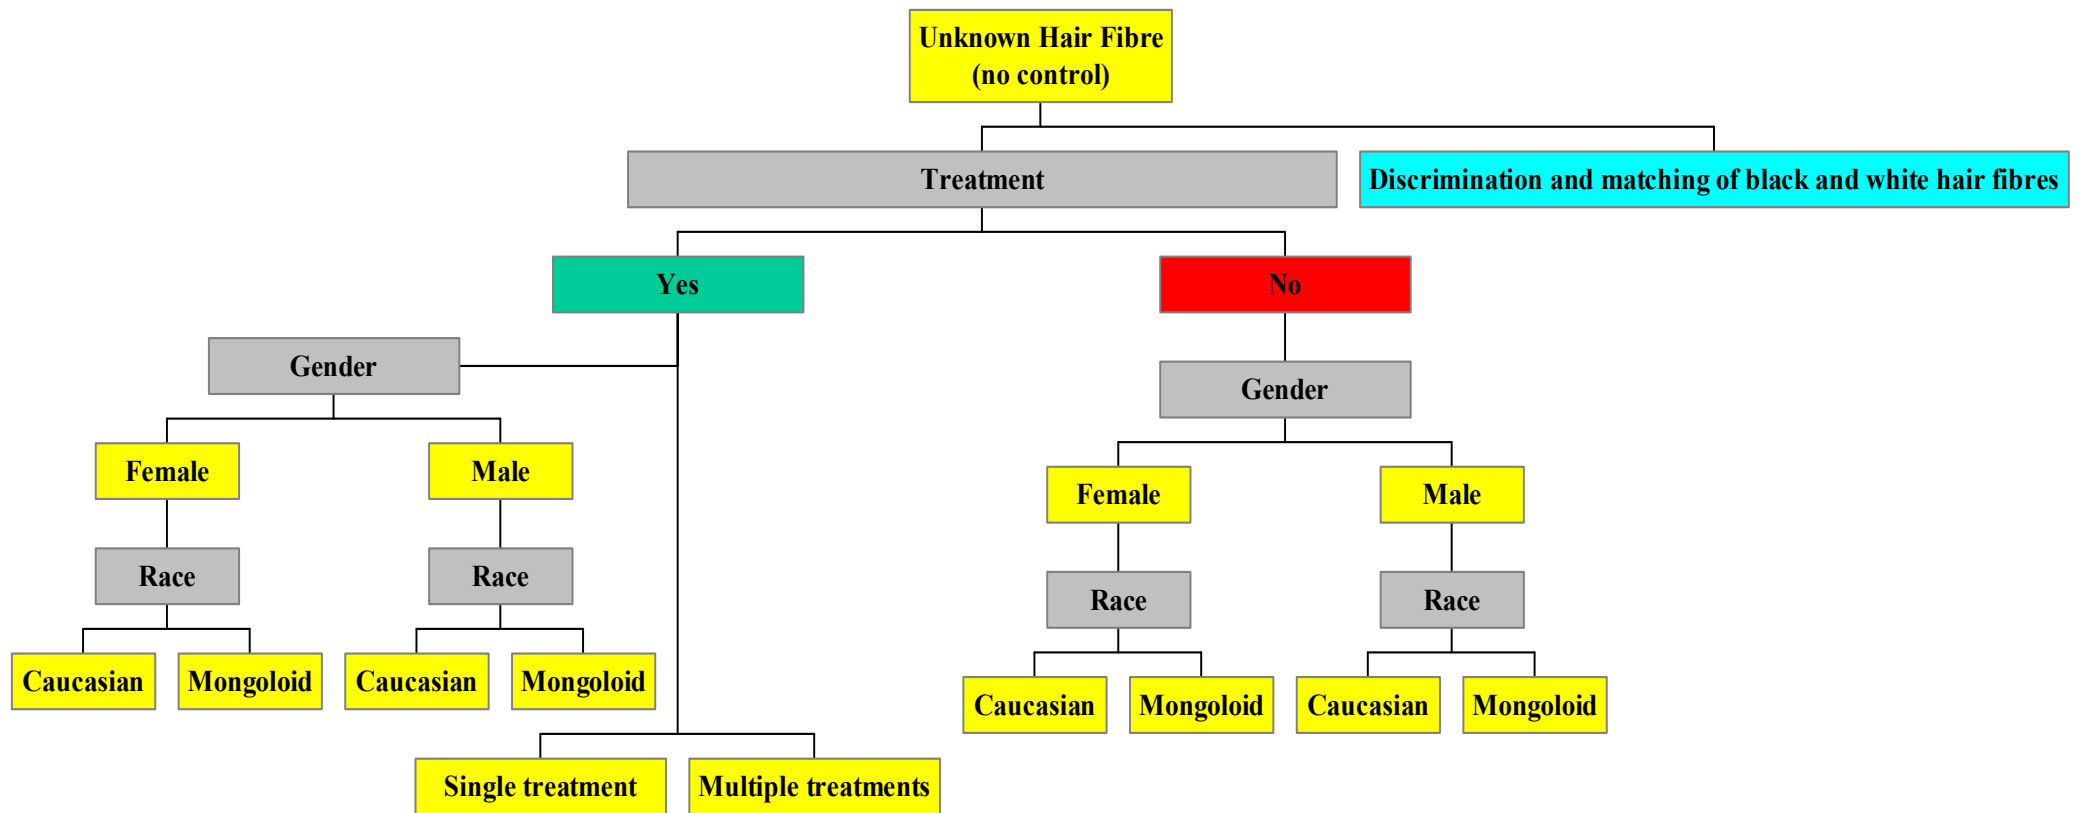 Unknown Hair Fibre
(no control)
Treatment
Discrimination and matching of black and white hair fibres
Yes
No
Gender
Gender
Female
Male
Female
Male
Race
Race
Race
Race
Caucasian
Mongoloid
Caucasian
Mongoloid
Caucasian
Mongoloid
Caucasian
Mongoloid
Single treatment
Multiple treatments